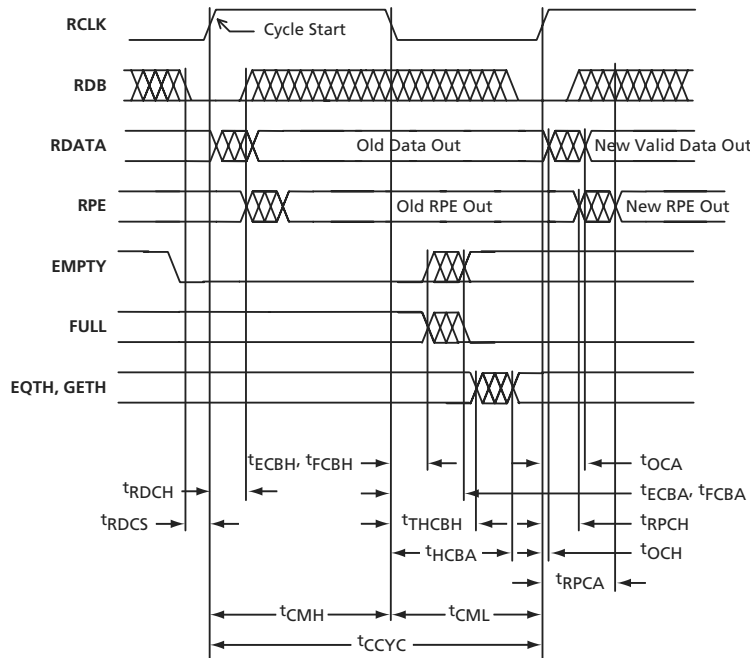 RCLK
Cycle Start
RDB
RDATA
Old Data Out
New Valid Data Out
RPE
Old RPE Out
New RPE Out
EMPTY
FULL
EQTH, GETH
tECBH, tFCBH
tOCA
tRDCH
tECBA, tFCBA
tRDCS
tTHCBH
tRPCH
tHCBA
tOCH
tRPCA
tCMH
tCML
tCCYC